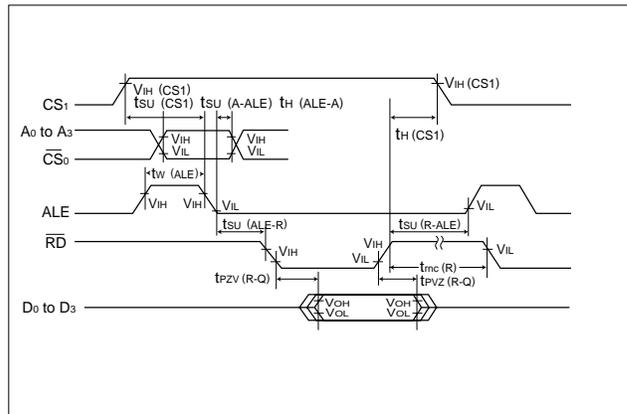 VIH (CS1)
VIH (CS1)
tSU (CS1) tSU (A-ALE) tH (ALE-A)
CS1
A0 to A3
VIH
VIH
tH (CS1)
CS0
VIL
VIL
tW (ALE)
ALE
VIH
VIH
VIL
VIL
tSU (ALE-R)
tSU (R-ALE)
RD
VIH
VIH
VIL
VIL
VIL
trnc (R)
tPZV (R-Q)
tPVZ (R-Q)
D0 to D3
VOH
VOH
VOL
VOL